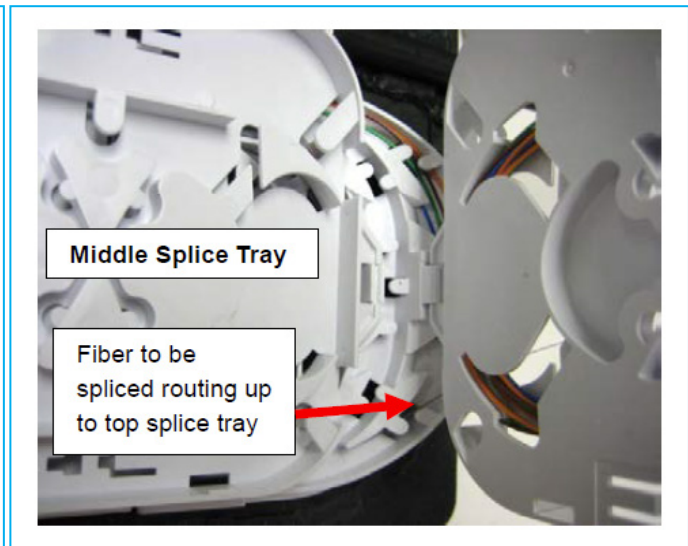 Middle Splice Tray
Fiber to be
spliced routing up
to top splice tray